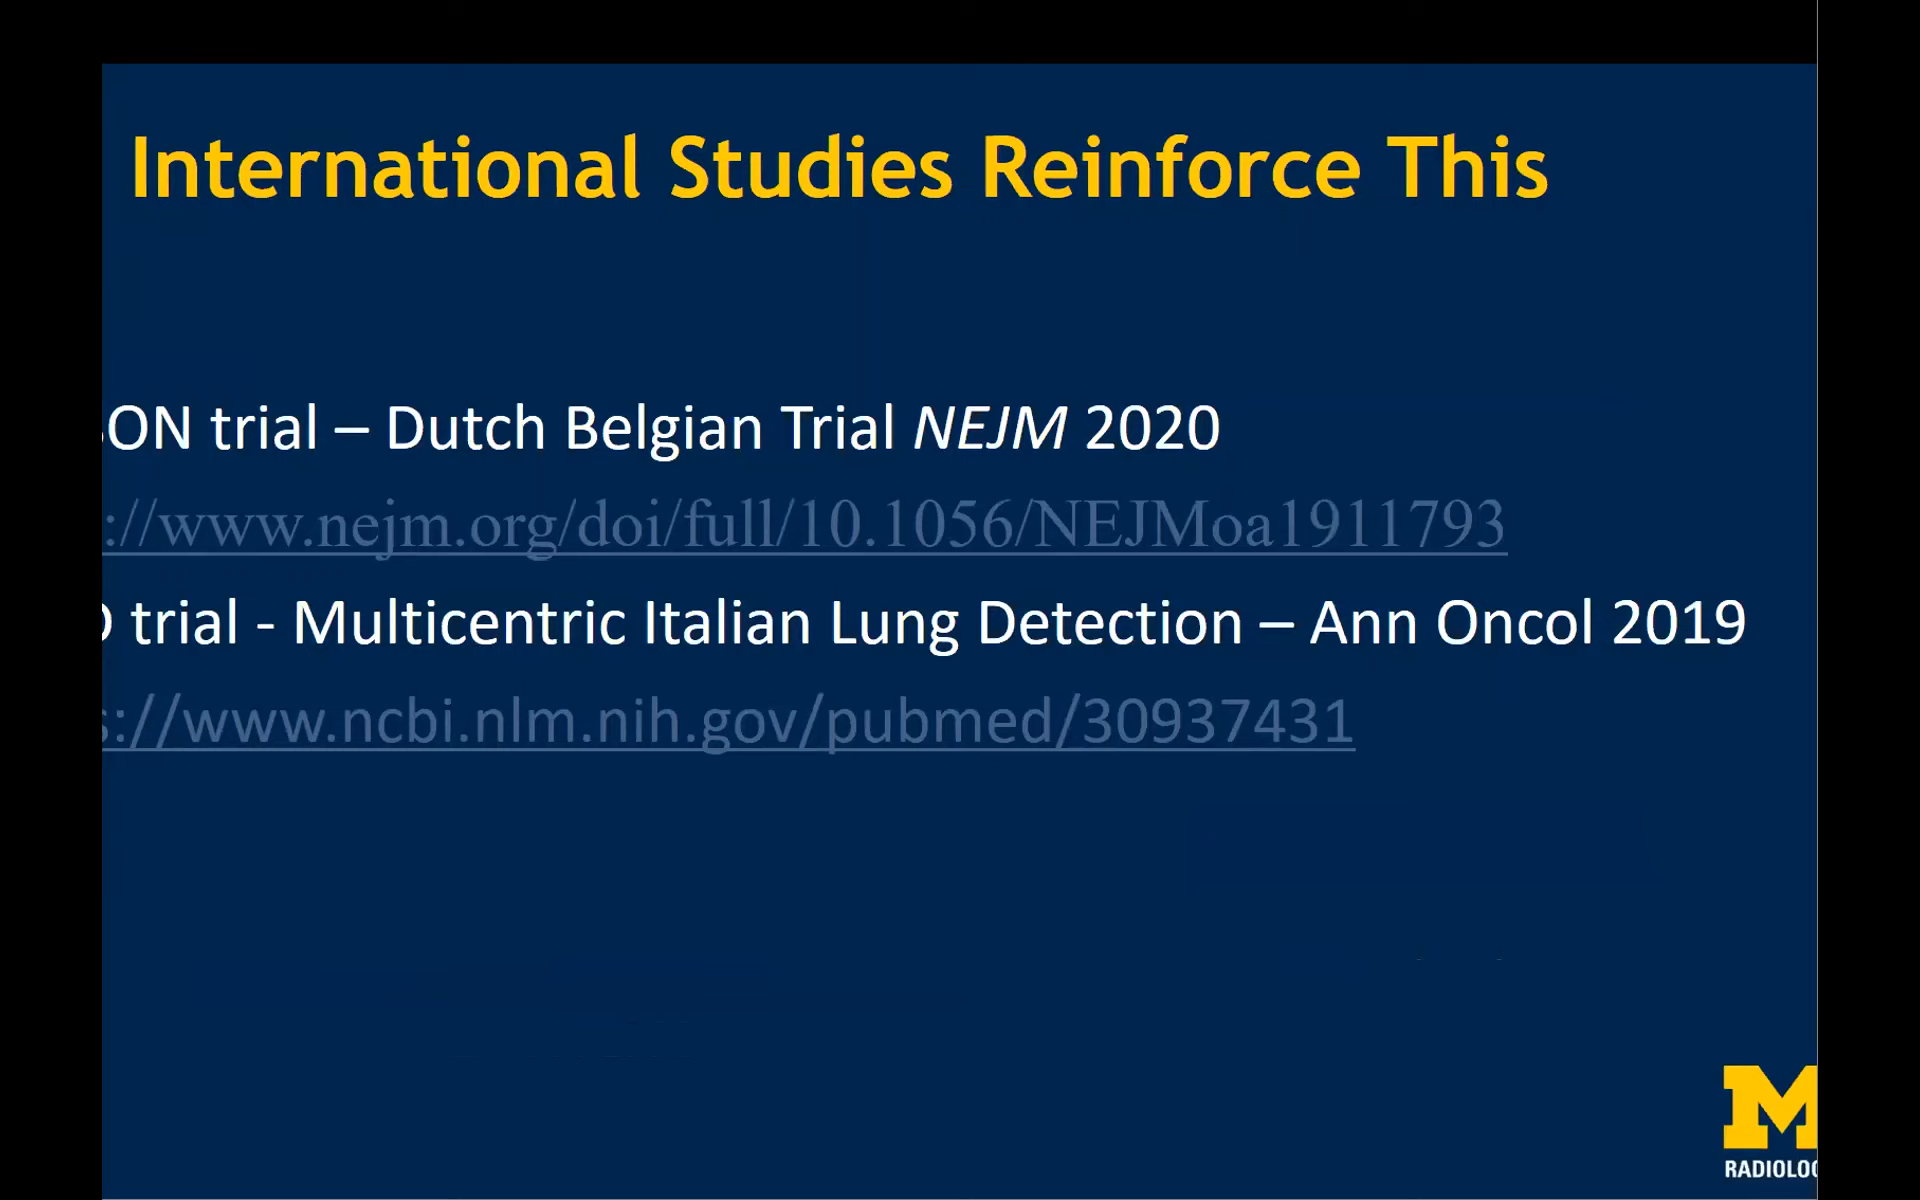 International Studies Reinforce This
ON trial – Dutch Belgian Trial NEJM 2020
://www.nejm.org/doi/full/10.1056/NEJMoa1911793
trial - Multicentric Italian Lung Detection – Ann Oncol 2019
://www.ncbi.nlm.nih.gov/pubmed/30937431
M
RADIOLO